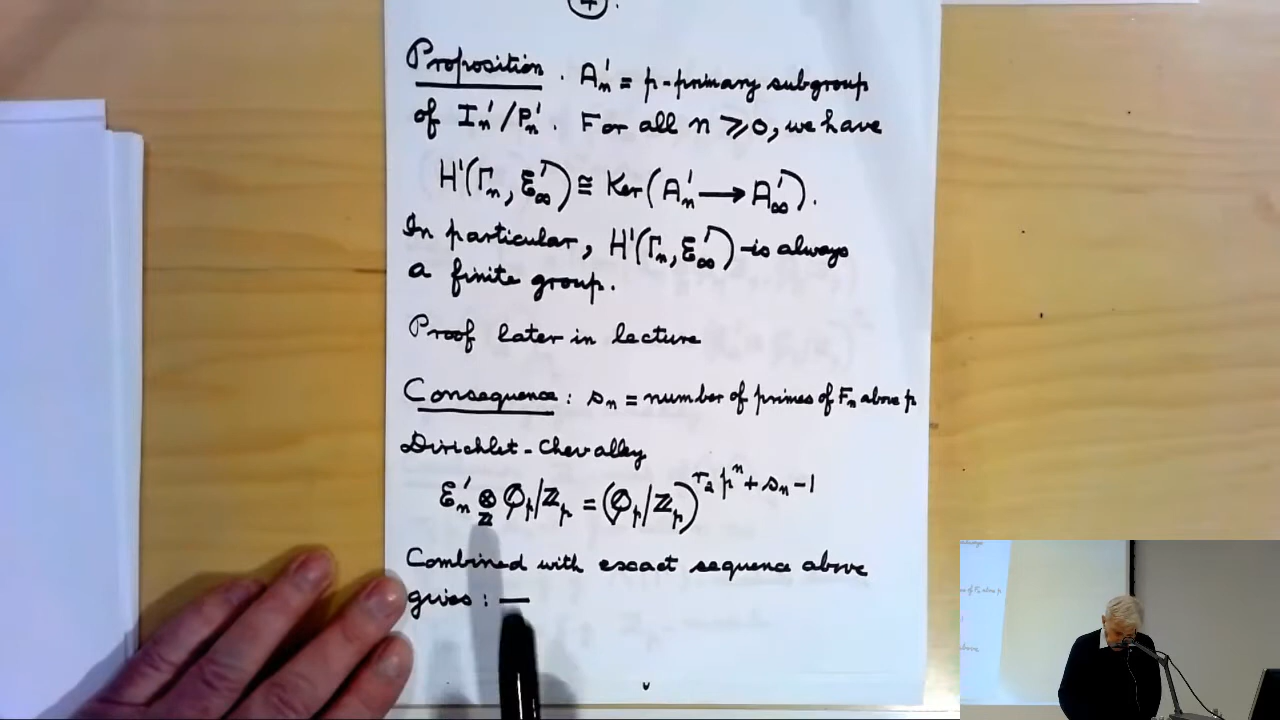 4.
Proposition. A'ₙ = p-primary subgroup
of I'ₙ/P'ₙ. For all n ⩾ 0, we have
H'(Γₙ, Ɛ'_∞) ≅ Ker(A'ₙ ⟶ A'_∞).
In particular, H'(Γₙ, Ɛ'_∞) is always
a finite group.
Proof later in lecture
Consequence: sₙ = number of primes of Fₙ above p
Dirichlet-Chevalley
Ɛ'ₙ ⊗_ℤ ℚₚ/ℤₚ = (ℚₚ/ℤₚ)^{r₂pⁿ + sₙ - 1}
Combined with exact sequence above
gives: —